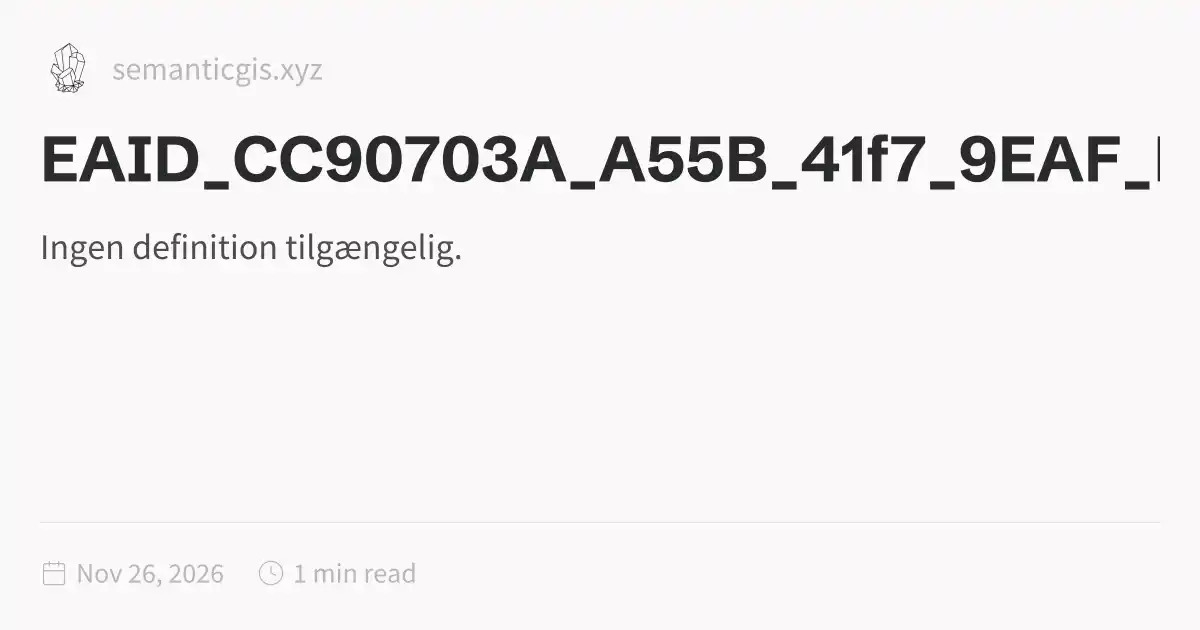 semanticgis.xyz
EAID_CC90703A_A55B_41f7_9EAF_
Ingen definition tilgængelig.
Nov 26, 2026 1 min read